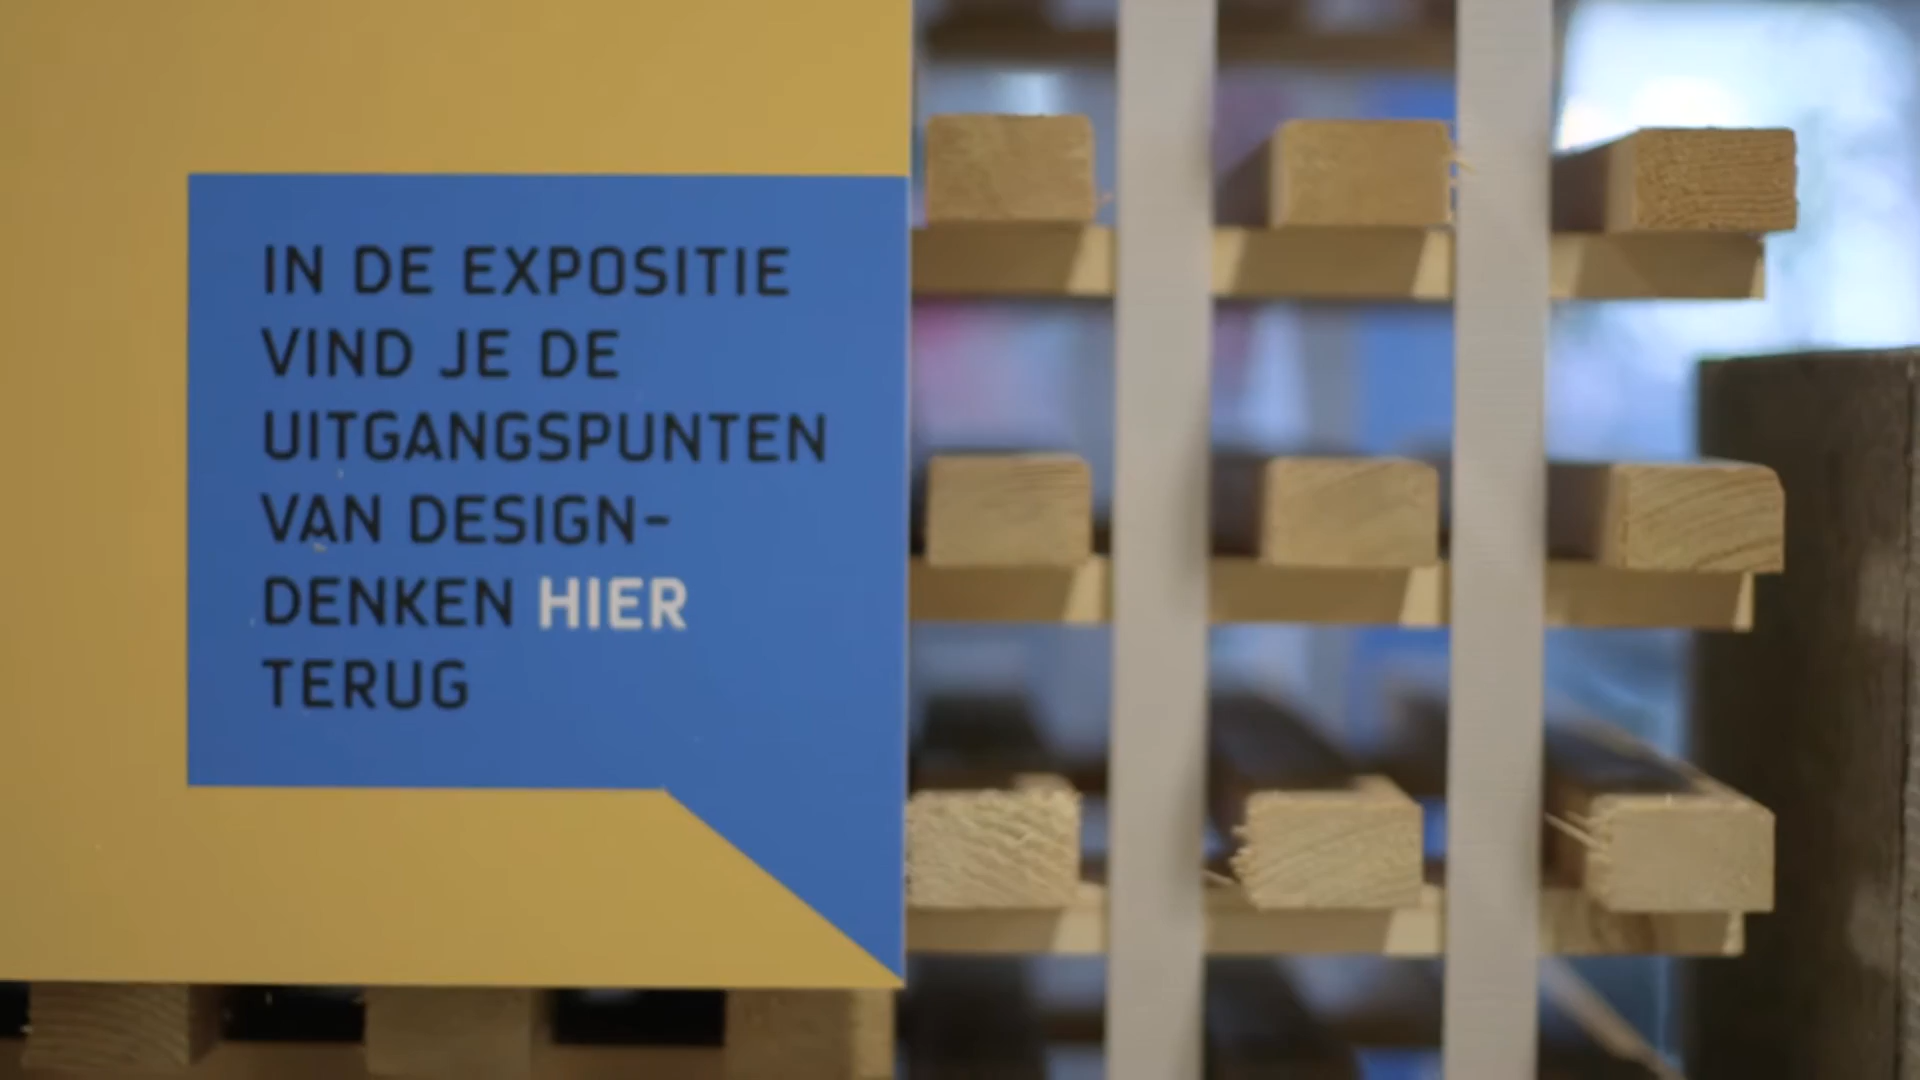 IN DE EXPOSITIE
VIND JE DE
UITGANGSPUNTEN
VAN DESIGN-
DENKEN HIER
TERUG